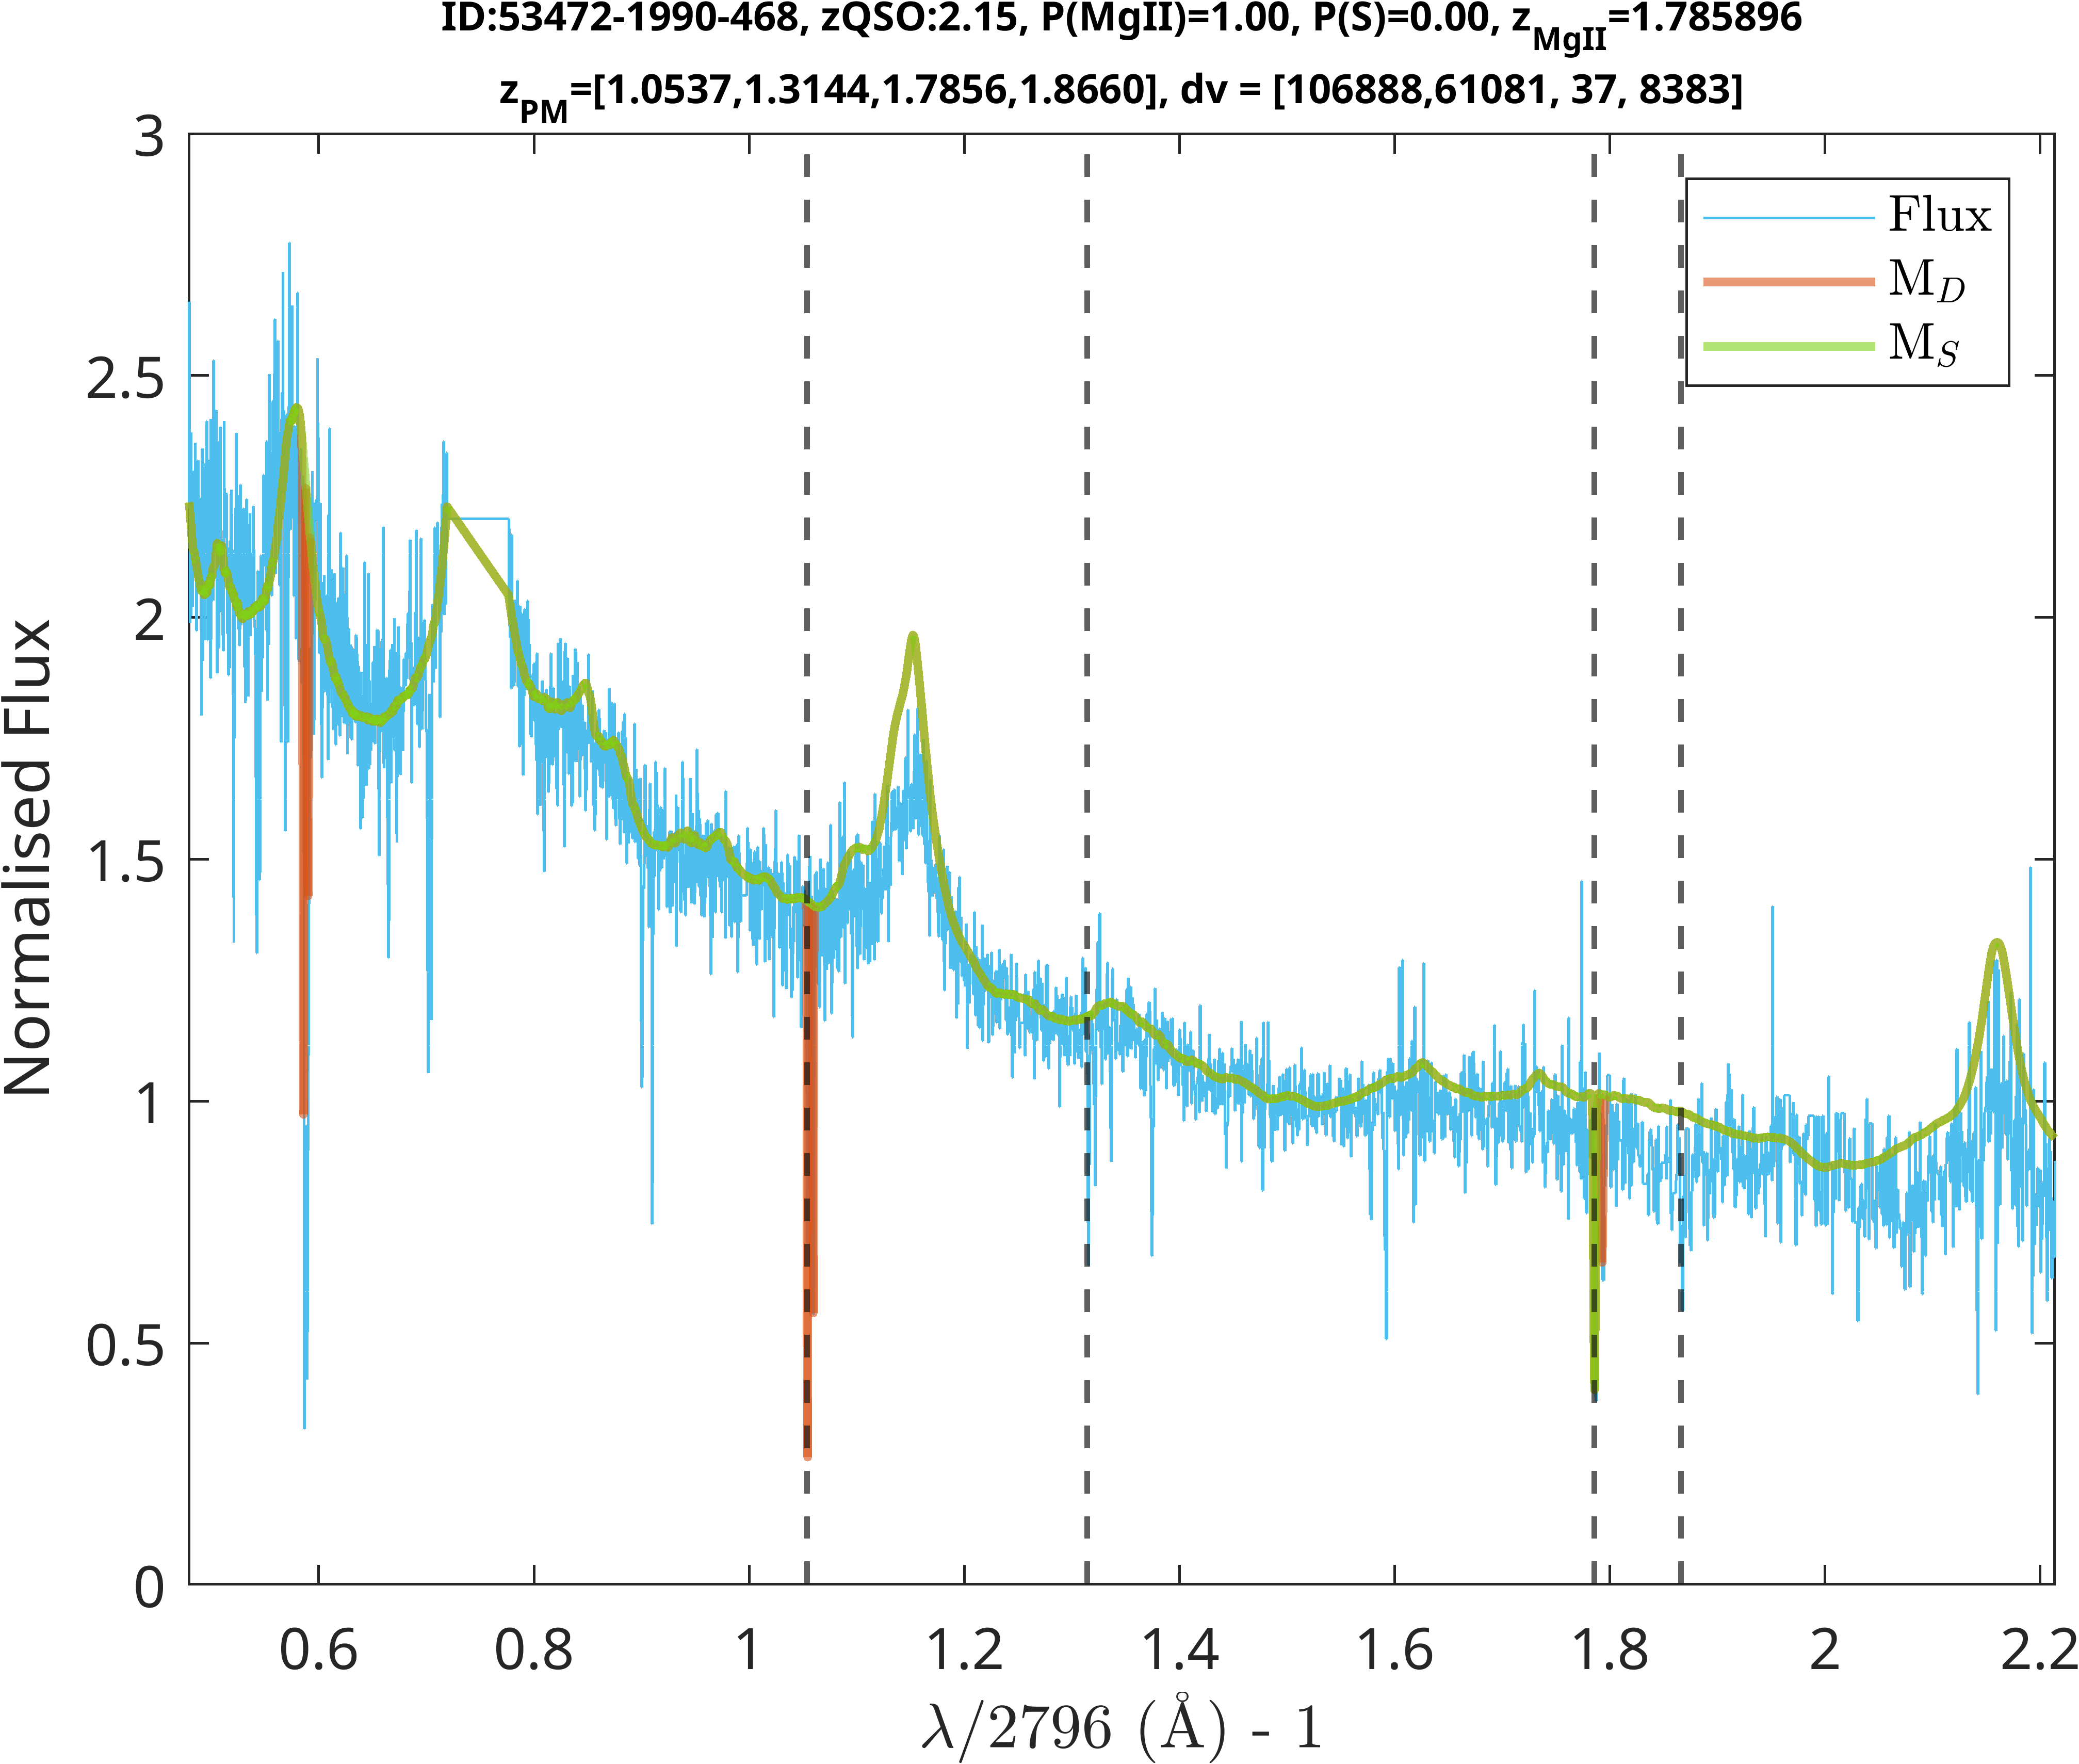 ID:53472-1990-468, zQSO:2.15, P(MgII)=1.00, P(S)=0.00, zMgII=1.785896
zPM=[1.0537,1.3144,1.7856,1.8660], dv = [106888,61081, 37, 8383]
3
2.5
2
1.5
1
0.5
0
Normalised Flux
Flux
MD
MS
0.6 0.8 1 1.2 1.4 1.6 1.8 2 2.2
λ/2796 (Å) - 1